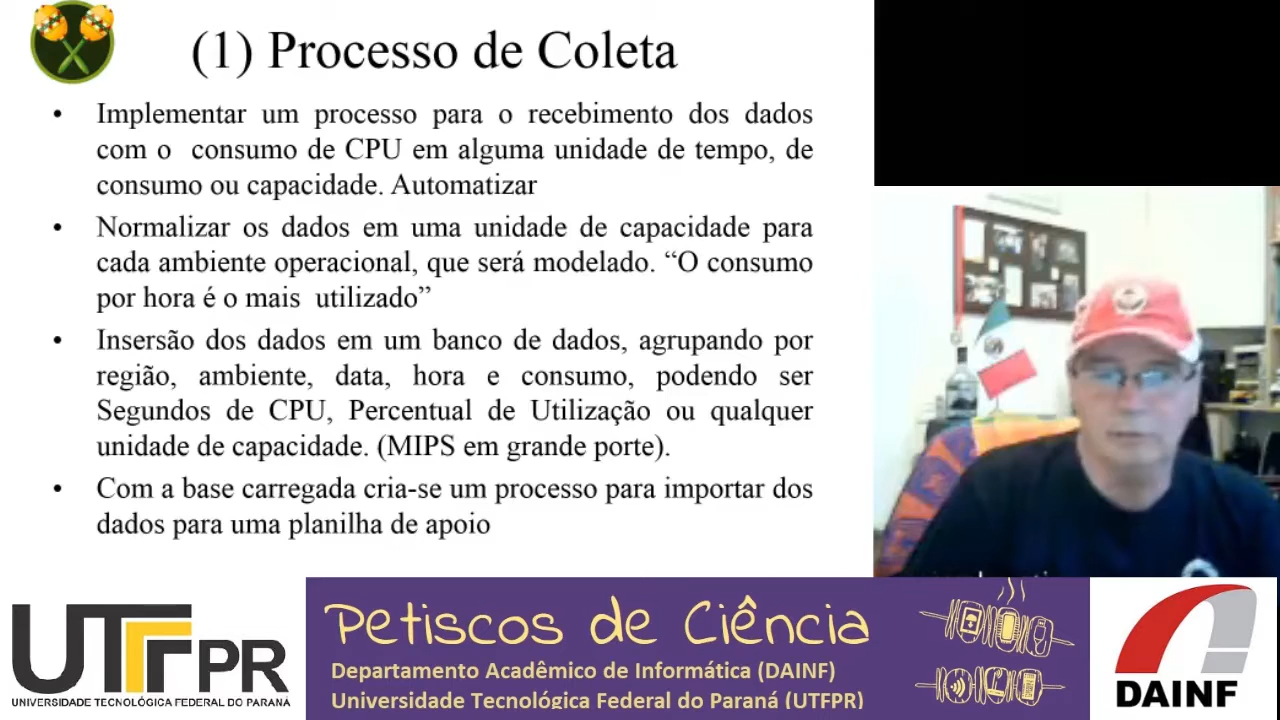 (1) Processo de Coleta
• Implementar um processo para o recebimento dos dados
com o consumo de CPU em alguma unidade de tempo, de
consumo ou capacidade. Automatizar
• Normalizar os dados em uma unidade de capacidade para
cada ambiente operacional, que será modelado. “O consumo
por hora é o mais utilizado”
• Insersão dos dados em um banco de dados, agrupando por
região, ambiente, data, hora e consumo, podendo ser
Segundos de CPU, Percentual de Utilização ou qualquer
unidade de capacidade. (MIPS em grande porte).
• Com a base carregada cria-se um processo para importar dos
dados para uma planilha de apoio
UTFPR
UNIVERSIDADE TECNOLÓGICA FEDERAL DO PARANÁ
Petiscos de Ciência
Departamento Acadêmico de Informática (DAINF)
Universidade Tecnológica Federal do Paraná (UTFPR)
DAINF